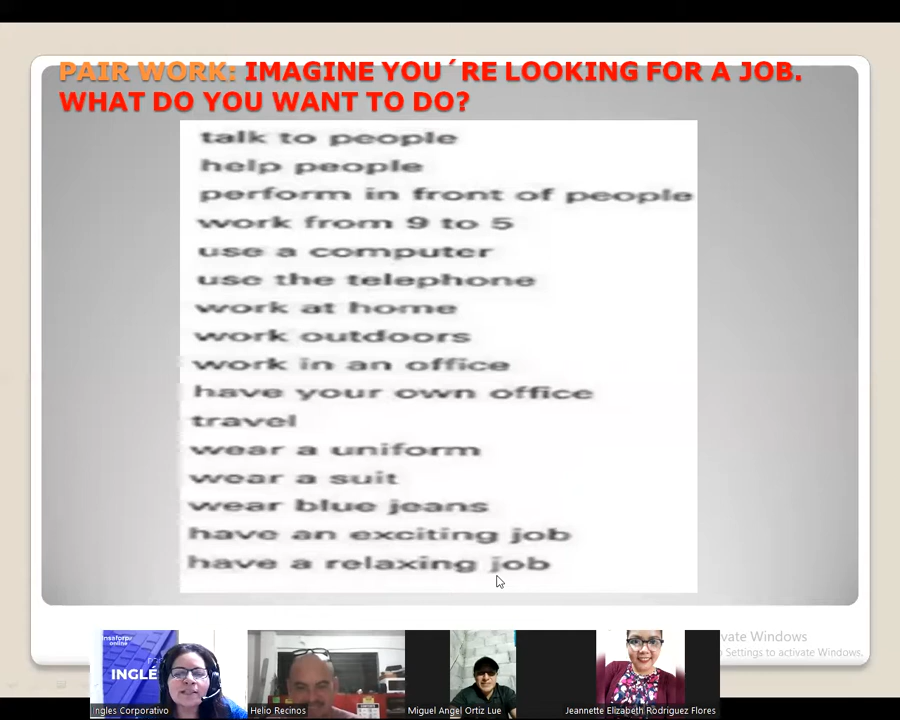 PAIR WORK: IMAGINE YOU´RE LOOKING FOR A JOB.
WHAT DO YOU WANT TO DO?
talk to people
help people
perform in front of people
work from 9 to 5
use a computer
use the telephone
work at home
work outdoors
work in an office
have your own office
travel
wear a uniform
wear a suit
wear blue jeans
have an exciting job
have a relaxing job
online
INGLÉ
Ingles Corporativo
Helio Recinos
Miguel Angel Ortiz Lue
Jeannette Elizabeth Rodriguez Flores
vate Windows
Settings to activate Windows.